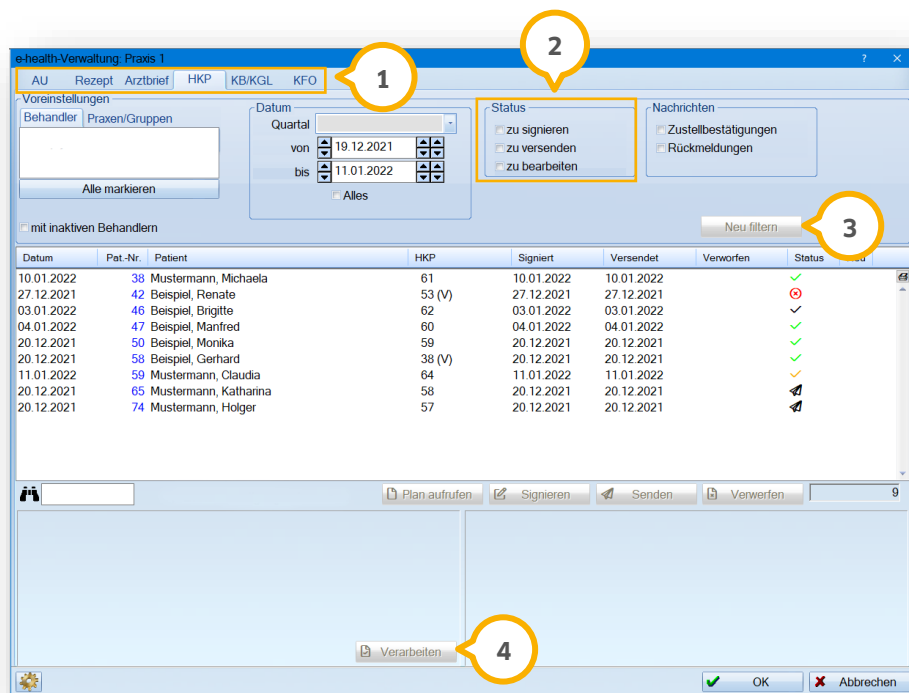 2
e-health-Verwaltung: Praxis 1 ? ×
AU Rezept Arztbrief HKP KB/KGL KFO 1
Voreinstellungen
Behandler Praxen/Gruppen
Alle markieren
mit inaktiven Behandlern
Datum
Quartal
von 19.12.2021
bis 11.01.2022
Alles
Status
zu signieren
zu versenden
zu bearbeiten
Nachrichten
Zustellbestätigungen
Rückmeldungen
Neu filtern 3
Datum Pat.-Nr. Patient HKP Signiert Versendet Verworfen Status
10.01.2022 38 Mustermann, Michaela 61 10.01.2022 10.01.2022
27.12.2021 42 Beispiel, Renate 53 (V) 27.12.2021 27.12.2021
03.01.2022 46 Beispiel, Brigitte 62 03.01.2022 03.01.2022
04.01.2022 47 Beispiel, Manfred 60 04.01.2022 04.01.2022
20.12.2021 50 Beispiel, Monika 59 20.12.2021 20.12.2021
20.12.2021 58 Beispiel, Gerhard 38 (V) 20.12.2021 20.12.2021
11.01.2022 59 Mustermann, Claudia 64 11.01.2022 11.01.2022
20.12.2021 65 Mustermann, Katharina 58 20.12.2021 20.12.2021
20.12.2021 74 Mustermann, Holger 57 20.12.2021 20.12.2021
Plan aufrufen Signieren Senden Verwerfen 9
Verarbeiten 4
OK Abbrechen